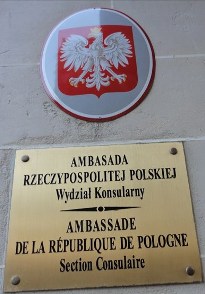 AMBASADA
RZECZYPOSPOLITEJ POLSKIEJ
Wydział Konsularny
AMBASSADE
DE LA RÉPUBLIQUE DE POLOGNE
Section Consulaire